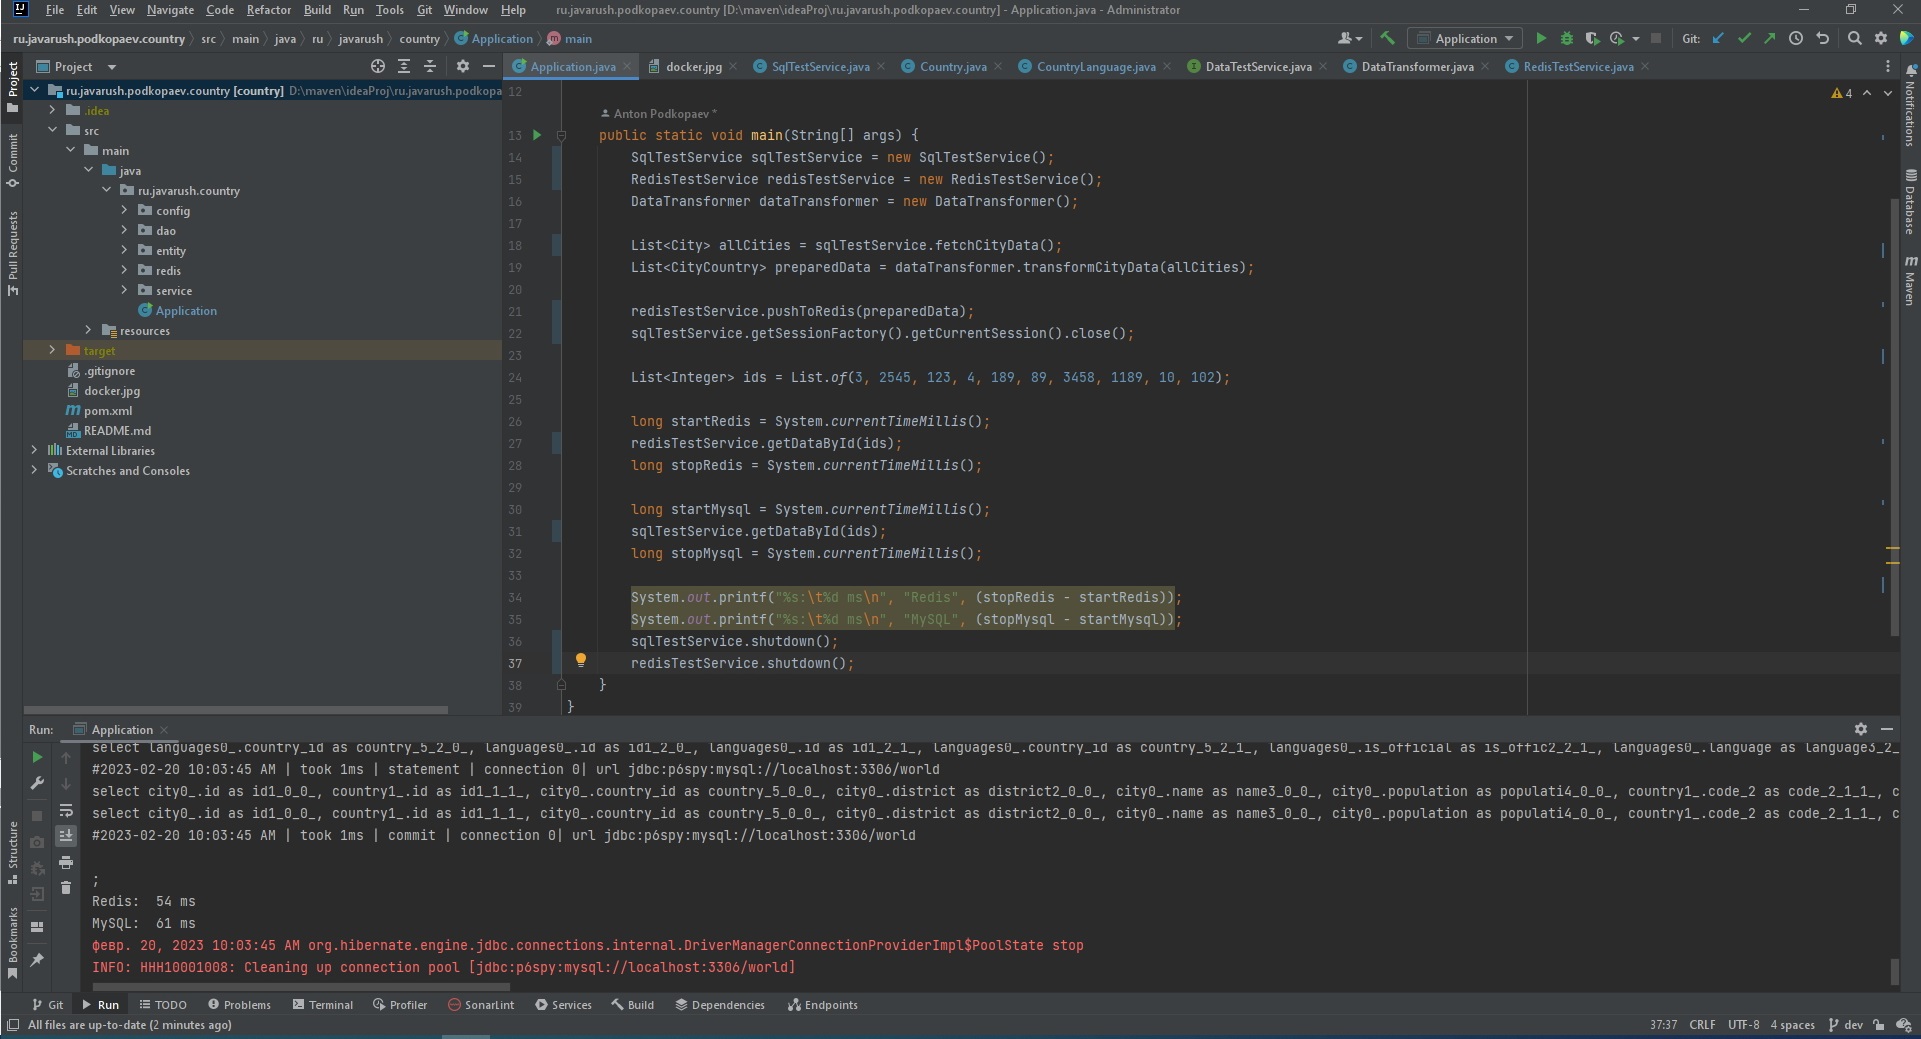 File Edit View Navigate Code Refactor Build Run Tools Git Window Help ru.javarush.podkopaev.country [D:\maven\ideaProj\ru.javarush.podkopaev.country] - Application.java - Administrator
ru.javarush.podkopaev.country src main java ru javarush country Application main Application Git:
Project
Application.java docker.jpg SqlTestService.java Country.java CountryLanguage.java DataTestService.java DataTransformer.java RedisTestService.java
ru.javarush.podkopaev.country [country] D:\maven\ideaProj\ru.javarush.podkopa
.idea
src
main
java
ru.javarush.country
config
dao
entity
redis
service
Application
resources
target
.gitignore
docker.jpg
pom.xml
README.md
External Libraries
Scratches and Consoles
Project
Commit
Pull Requests
Structure
Bookmarks
4
12
Anton Podkopaev *
13 public static void main(String[] args) {
14 SqlTestService sqlTestService = new SqlTestService();
15 RedisTestService redisTestService = new RedisTestService();
16 DataTransformer dataTransformer = new DataTransformer();
17
18 List<City> allCities = sqlTestService.fetchCityData();
19 List<CityCountry> preparedData = dataTransformer.transformCityData(allCities);
20
21 redisTestService.pushToRedis(preparedData);
22 sqlTestService.getSessionFactory().getCurrentSession().close();
23
24 List<Integer> ids = List.of(3, 2545, 123, 4, 189, 89, 3458, 1189, 10, 102);
25
26 long startRedis = System.currentTimeMillis();
27 redisTestService.getDataById(ids);
28 long stopRedis = System.currentTimeMillis();
29
30 long startMysql = System.currentTimeMillis();
31 sqlTestService.getDataById(ids);
32 long stopMysql = System.currentTimeMillis();
33
34 System.out.printf("%s:\t%d ms\n", "Redis", (stopRedis - startRedis));
35 System.out.printf("%s:\t%d ms\n", "MySQL", (stopMysql - startMysql));
36 sqlTestService.shutdown();
37 redisTestService.shutdown();
38 }
39 }
Notifications
Database
Maven
Run: Application
select languages0_.country_id as country_5_2_0_, languages0_.id as id1_2_0_, languages0_.id as id1_2_1_, languages0_.country_id as country_5_2_1_, languages0_.is_official as is_offic2_2_1_, languages0_.language as language3_2_
#2023-02-20 10:03:45 AM | took 1ms | statement | connection 0| url jdbc:p6spy:mysql://localhost:3306/world
select city0_.id as id1_0_0_, country1_.id as id1_1_1_, city0_.country_id as country_5_0_0_, city0_.district as district2_0_0_, city0_.name as name3_0_0_, city0_.population as populati4_0_0_, country1_.code_2 as code_2_1_1_, c
select city0_.id as id1_0_0_, country1_.id as id1_1_1_, city0_.country_id as country_5_0_0_, city0_.district as district2_0_0_, city0_.name as name3_0_0_, city0_.population as populati4_0_0_, country1_.code_2 as code_2_1_1_, c
#2023-02-20 10:03:45 AM | took 1ms | commit | connection 0| url jdbc:p6spy:mysql://localhost:3306/world
;
Redis: 54 ms
MySQL: 61 ms
февр. 20, 2023 10:03:45 AM org.hibernate.engine.jdbc.connections.internal.DriverManagerConnectionProviderImpl$PoolState stop
INFO: HHH10001008: Cleaning up connection pool [jdbc:p6spy:mysql://localhost:3306/world]
Git Run TODO Problems Terminal Profiler SonarLint Services Build Dependencies Endpoints
All files are up-to-date (2 minutes ago) 37:37 CRLF UTF-8 4 spaces dev